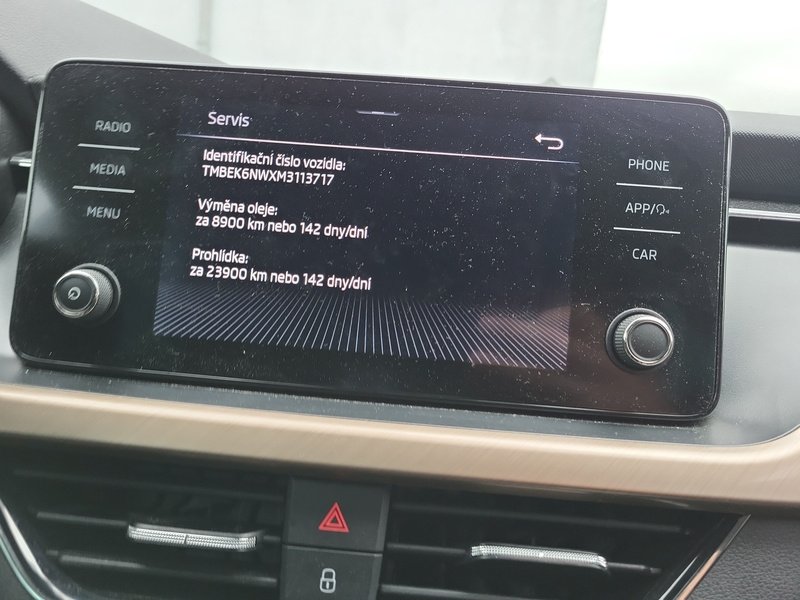 RADIO
MEDIA
MENU
Servis
Identifikační číslo vozidla:
TMBEK6NWXM3113717
Výměna oleje:
za 8900 km nebo 142 dny/dní
Prohlídka:
za 23900 km nebo 142 dny/dní
PHONE
APP/
CAR